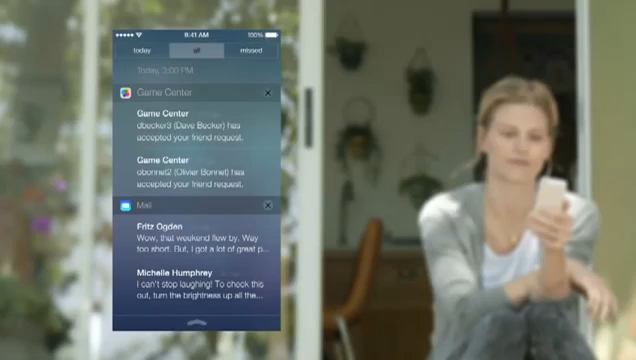 9:41 AM 100%
today all missed
Today, 3:00 PM
Game Center
Game Center
dbecker3 (Dave Becker) has
accepted your friend request.
Game Center
obonnel2 (Olivier Bonnet) has
accepted your friend request.
Mail
Fritz Ogden
Wow, that weekend flew by. Way
too short. But, I got a lot of great p...
Michelle Humphrey
I can't stop laughing! To check this
out, turn the brightness up all the...